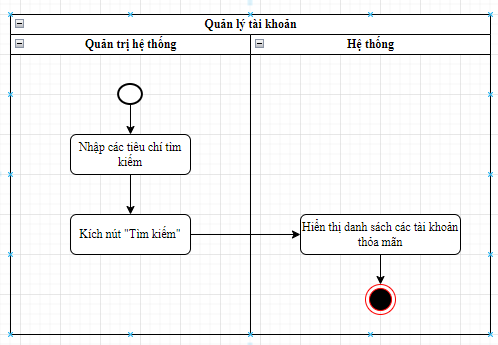 Quản lý tài khoản
Quản trị hệ thống
Hệ thống
Nhập các tiêu chí tìm
kiếm
Kích nút "Tìm kiếm"
Hiển thị danh sách các tài khoản
thỏa mãn